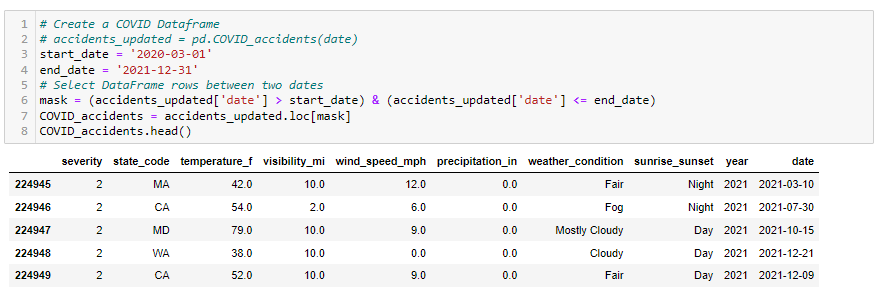 1 # Create a COVID Dataframe
2 # accidents_updated = pd.COVID_accidents(date)
3 start_date = '2020-03-01'
4 end_date = '2021-12-31'
5 # Select DataFrame rows between two dates
6 mask = (accidents_updated['date'] > start_date) & (accidents_updated['date'] <= end_date)
7 COVID_accidents = accidents_updated.loc[mask]
8 COVID_accidents.head()
severity state_code temperature_f visibility_mi wind_speed_mph precipitation_in weather_condition sunrise_sunset year date
224945 2 MA 42.0 10.0 12.0 0.0 Fair Night 2021 2021-03-10
224946 2 CA 54.0 2.0 6.0 0.0 Fog Night 2021 2021-07-30
224947 2 MD 79.0 10.0 9.0 0.0 Mostly Cloudy Day 2021 2021-10-15
224948 2 WA 38.0 10.0 0.0 0.0 Cloudy Day 2021 2021-12-21
224949 2 CA 52.0 10.0 9.0 0.0 Fair Day 2021 2021-12-09